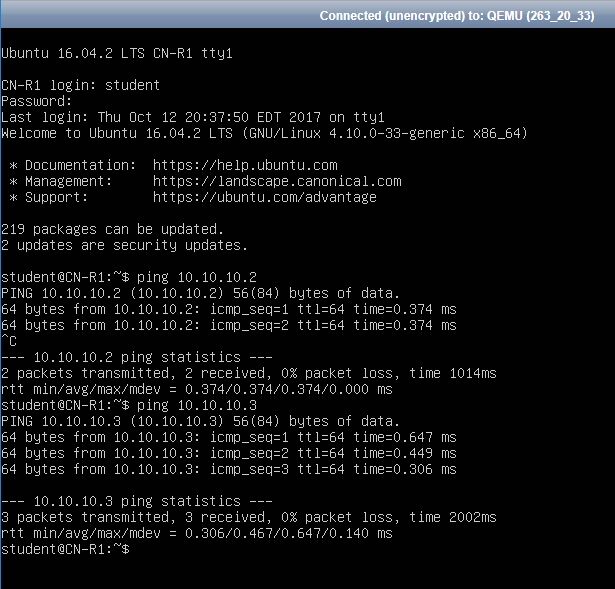 Connected (unencrypted) to: QEMU (263_20_33)
Ubuntu 16.04.2 LTS CN-R1 tty1
CN-R1 login: student
Password:
Last login: Thu Oct 12 20:37:50 EDT 2017 on tty1
Welcome to Ubuntu 16.04.2 LTS (GNU/Linux 4.10.0-33-generic x86_64)
* Documentation:  https://help.ubuntu.com
* Management:     https://landscape.canonical.com
* Support:        https://ubuntu.com/advantage
219 packages can be updated.
2 updates are security updates.
student@CN-R1:~$ ping 10.10.10.2
PING 10.10.10.2 (10.10.10.2) 56(84) bytes of data.
64 bytes from 10.10.10.2: icmp_seq=1 ttl=64 time=0.374 ms
64 bytes from 10.10.10.2: icmp_seq=2 ttl=64 time=0.374 ms
^C
--- 10.10.10.2 ping statistics ---
2 packets transmitted, 2 received, 0% packet loss, time 1014ms
rtt min/avg/max/mdev = 0.374/0.374/0.374/0.000 ms
student@CN-R1:~$ ping 10.10.10.3
PING 10.10.10.3 (10.10.10.3) 56(84) bytes of data.
64 bytes from 10.10.10.3: icmp_seq=1 ttl=64 time=0.647 ms
64 bytes from 10.10.10.3: icmp_seq=2 ttl=64 time=0.449 ms
64 bytes from 10.10.10.3: icmp_seq=3 ttl=64 time=0.306 ms
--- 10.10.10.3 ping statistics ---
3 packets transmitted, 3 received, 0% packet loss, time 2002ms
rtt min/avg/max/mdev = 0.306/0.467/0.647/0.140 ms
student@CN-R1:~$